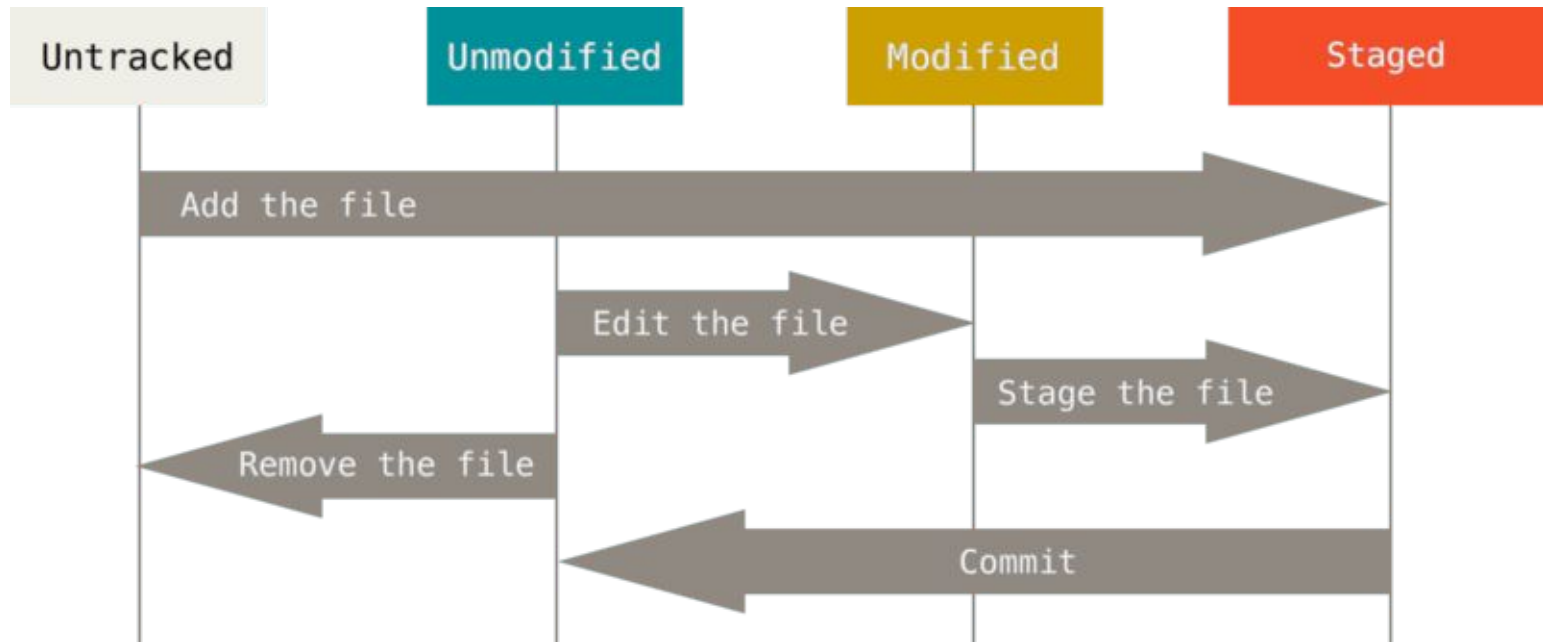 Untracked
Unmodified
Modified
Staged
Add the file
Edit the file
Stage the file
Remove the file
Commit